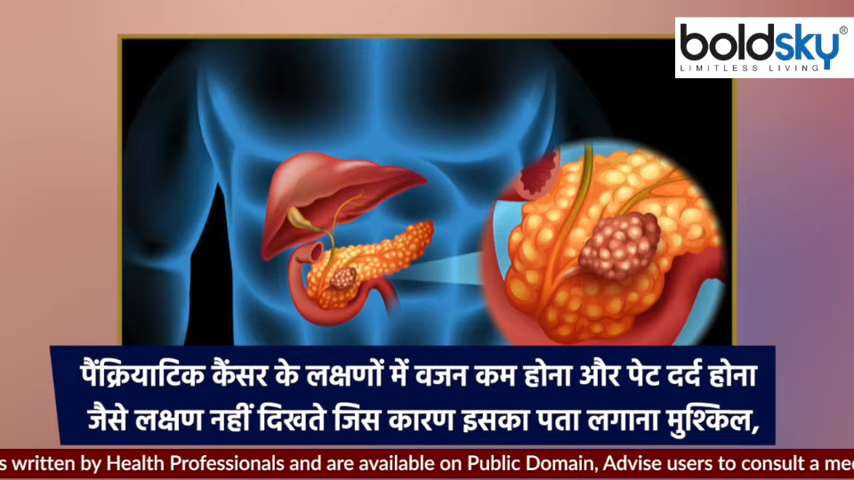 boldsky®
LIMITLESS LIVING
पैंक्रियाटिक कैंसर के लक्षणों में वजन कम होना और पेट दर्द होना
जैसे लक्षण नहीं दिखते जिस कारण इसका पता लगाना मुश्किल,
written by Health Professionals and are available on Public Domain, Advise users to consult a